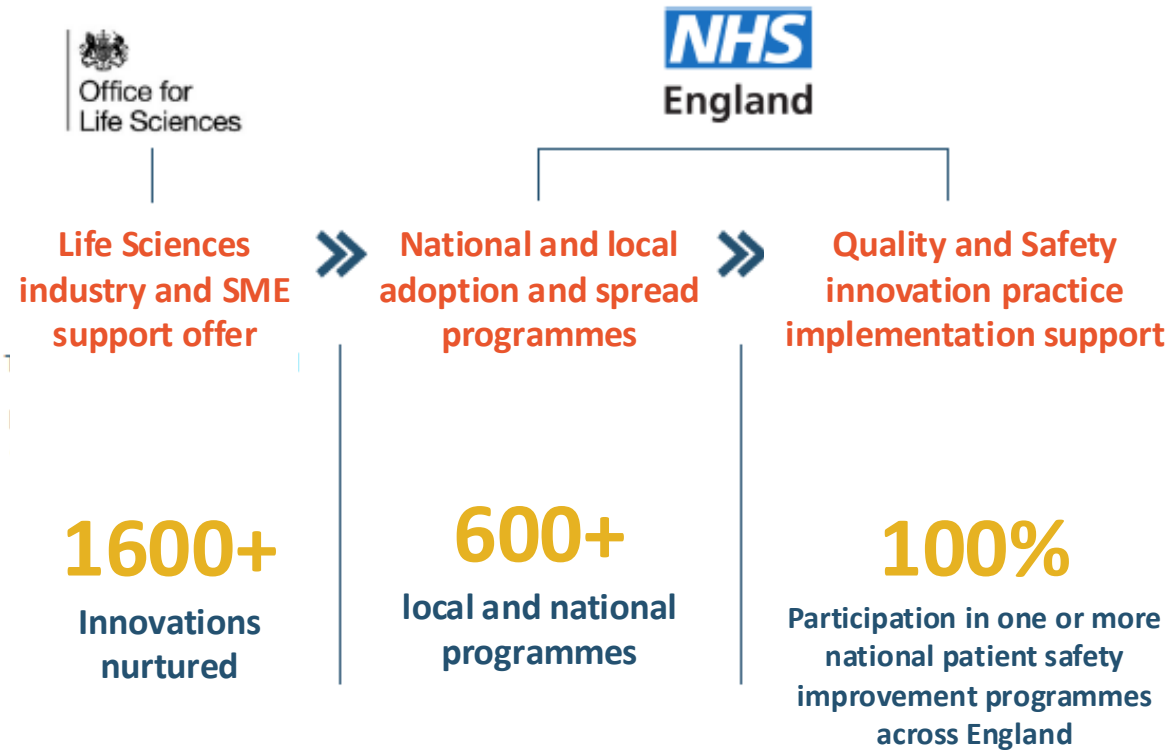 Office for
Life Sciences
NHS
England
Life Sciences
industry and SME
support offer
National and local
adoption and spread
programmes
Quality and Safety
innovation practice
implementation support
1600+
Innovations
nurtured
600+
local and national
programmes
100%
Participation in one or more
national patient safety
improvement programmes
across England